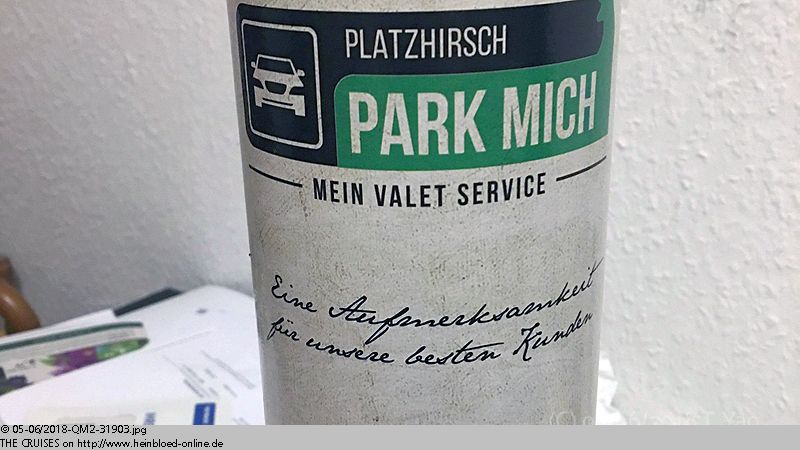 PLATZHIRSCH
PARK MICH
MEIN VALET SERVICE
Eine Aufmerksamkeit
für unsere besten Kunden
© 05-06/2018-QM2-31903.jpg
THE CRUISES on http://www.heinbloed-online.de